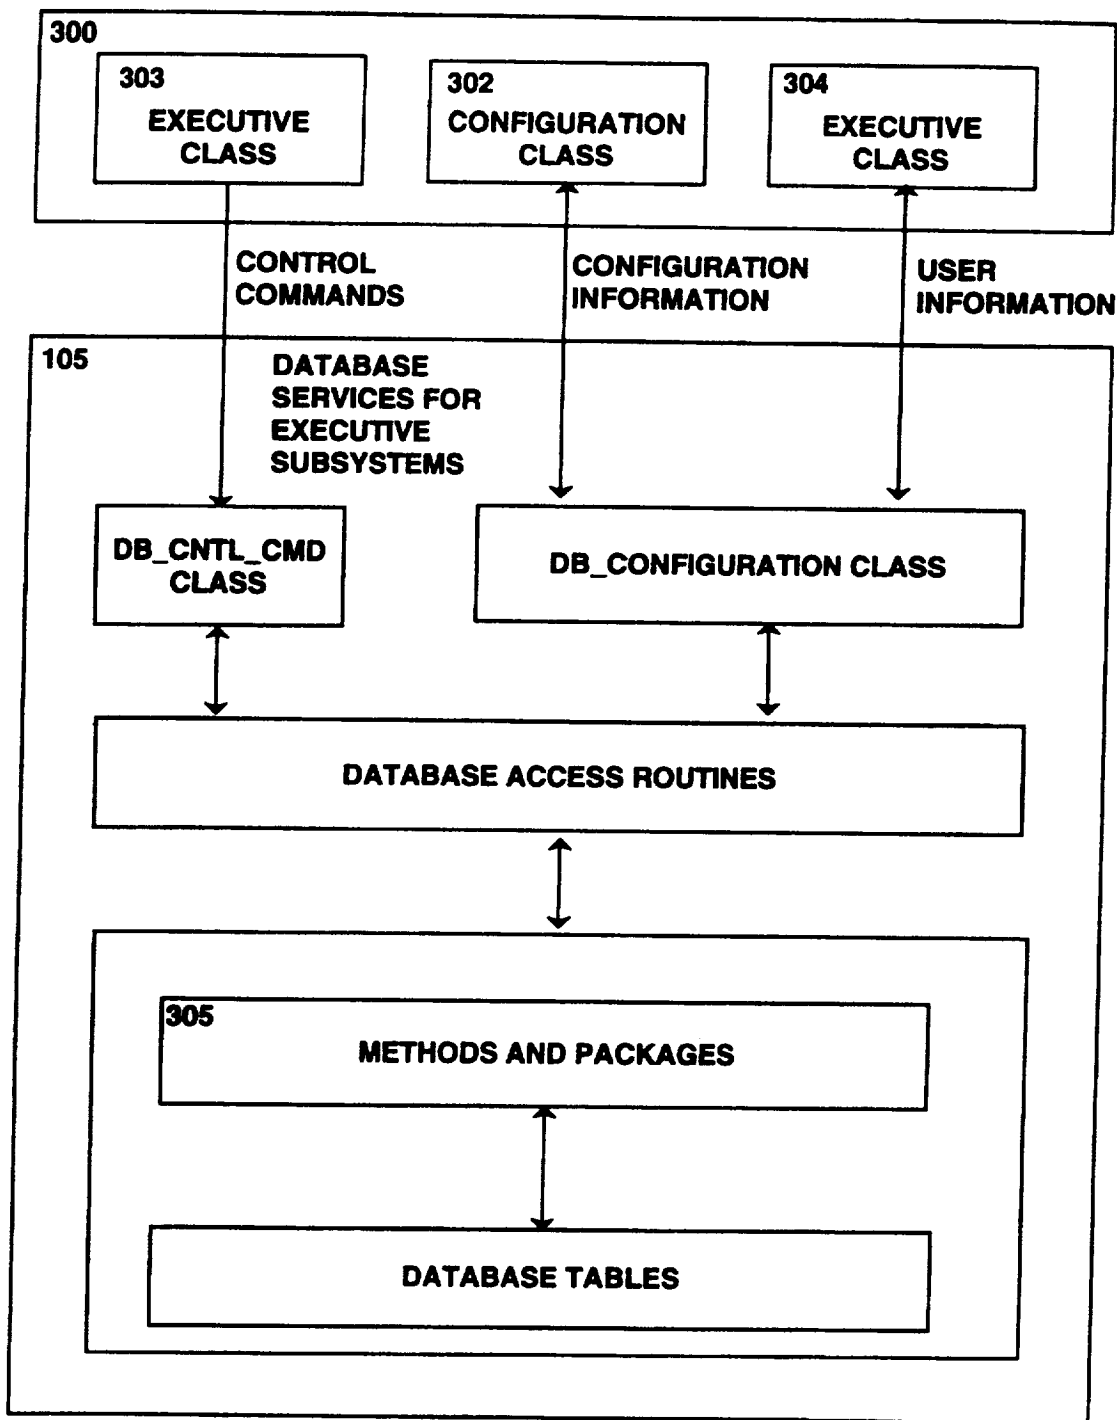 300
303
EXECUTIVE
CLASS
302
CONFIGURATION
CLASS
304
EXECUTIVE
CLASS
CONTROL
COMMANDS
CONFIGURATION
INFORMATION
USER
INFORMATION
105
DATABASE
SERVICES FOR
EXECUTIVE
SUBSYSTEMS
DB_CNTL_CMD
CLASS
DB_CONFIGURATION CLASS
DATABASE ACCESS ROUTINES
305
METHODS AND PACKAGES
DATABASE TABLES